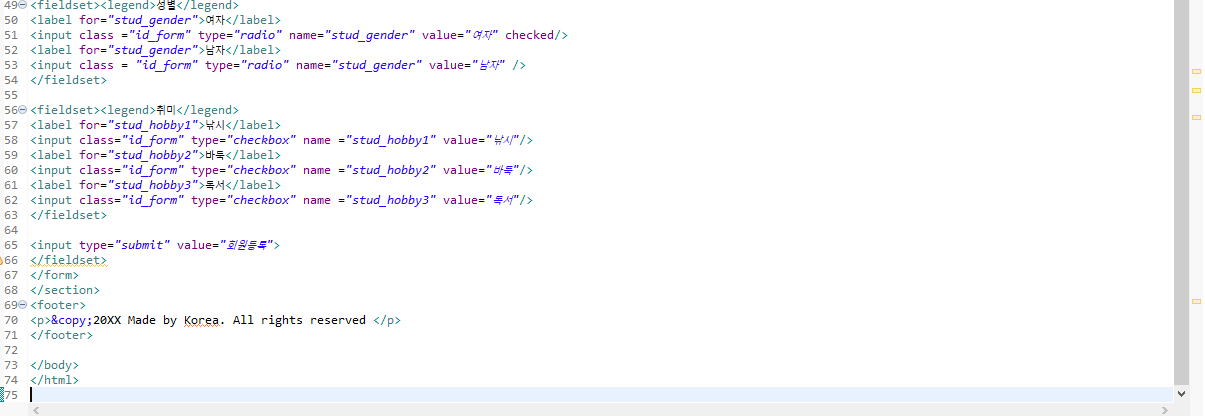 49 <fieldset><legend>성별</legend>
50 <label for="stud_gender">여자</label>
51 <input class ="id_form" type="radio" name="stud_gender" value="여자" checked/>
52 <label for="stud_gender">남자</label>
53 <input class = "id_form" type="radio" name="stud_gender" value="남자" />
54 </fieldset>
55
56 <fieldset><legend>취미</legend>
57 <label for="stud_hobby1">낚시</label>
58 <input class="id_form" type="checkbox" name ="stud_hobby1" value="낚시"/>
59 <label for="stud_hobby2">바둑</label>
60 <input class="id_form" type="checkbox" name ="stud_hobby2" value="바둑"/>
61 <label for="stud_hobby3">독서</label>
62 <input class="id_form" type="checkbox" name ="stud_hobby3" value="독서"/>
63 </fieldset>
64
65 <input type="submit" value="회원등록">
66 </fieldset>
67 </form>
68 </section>
69 <footer>
70 <p>&copy;20XX Made by Korea. All rights reserved </p>
71 </footer>
72
73 </body>
74 </html>
75